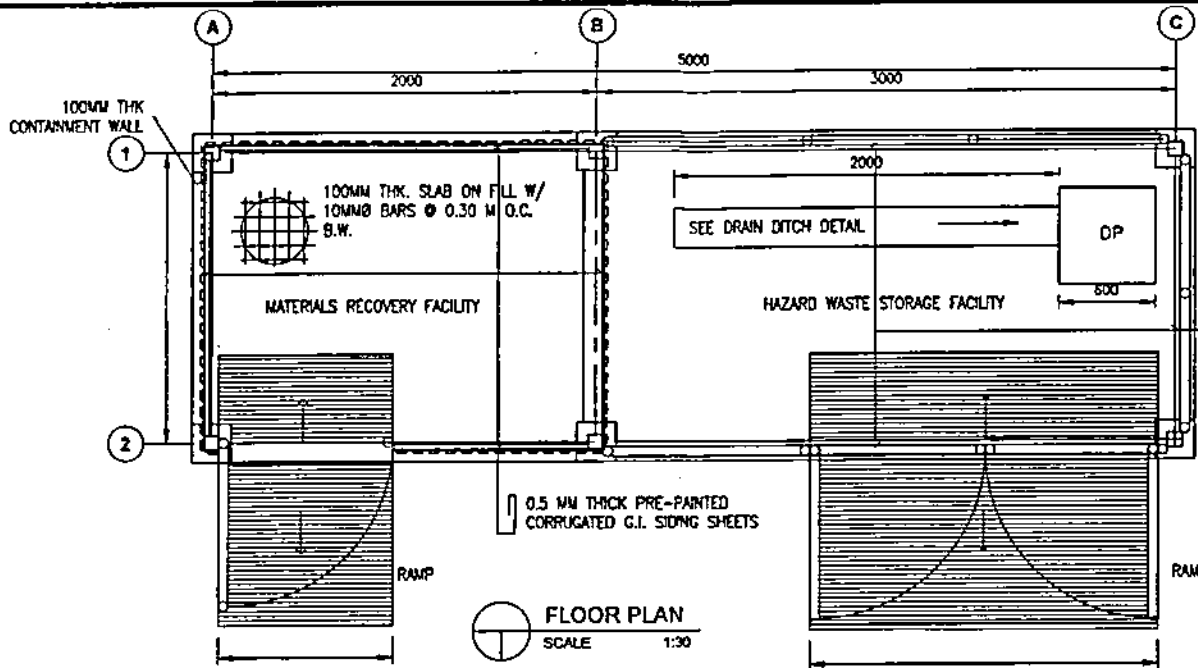 A
B
C
5000
2000
3000
100MM THK
CONTAINMENT WALL
1
2000
100MM THK. SLAB ON FILL W/
10MMØ BARS @ 0.30 M O.C.
B.W.
SEE DRAIN DITCH DETAIL
DP
600
MATERIALS RECOVERY FACILITY
HAZARD WASTE STORAGE FACILITY
2
0.5 MM THICK PRE-PAINTED
CORRUGATED G.I. SIDING SHEETS
RAMP
RAM
FLOOR PLAN
1
SCALE 1:30